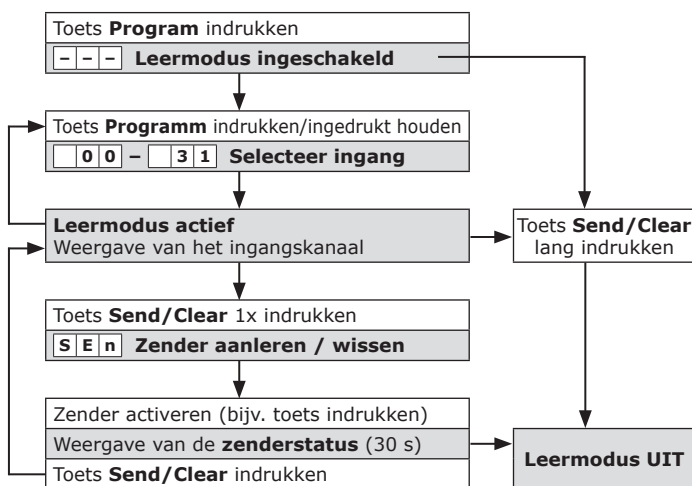 Toets Program indrukken
– – – Leermodus ingeschakeld
Toets Programm indrukken/ingedrukt houden
0 0 – 3 1 Selecteer ingang
Leermodus actief
Weergave van het ingangskanaal
Toets Send/Clear
lang indrukken
Toets Send/Clear 1x indrukken
S E n Zender aanleren / wissen
Zender activeren (bijv. toets indrukken)
Weergave van de zenderstatus (30 s)
Toets Send/Clear indrukken
Leermodus UIT